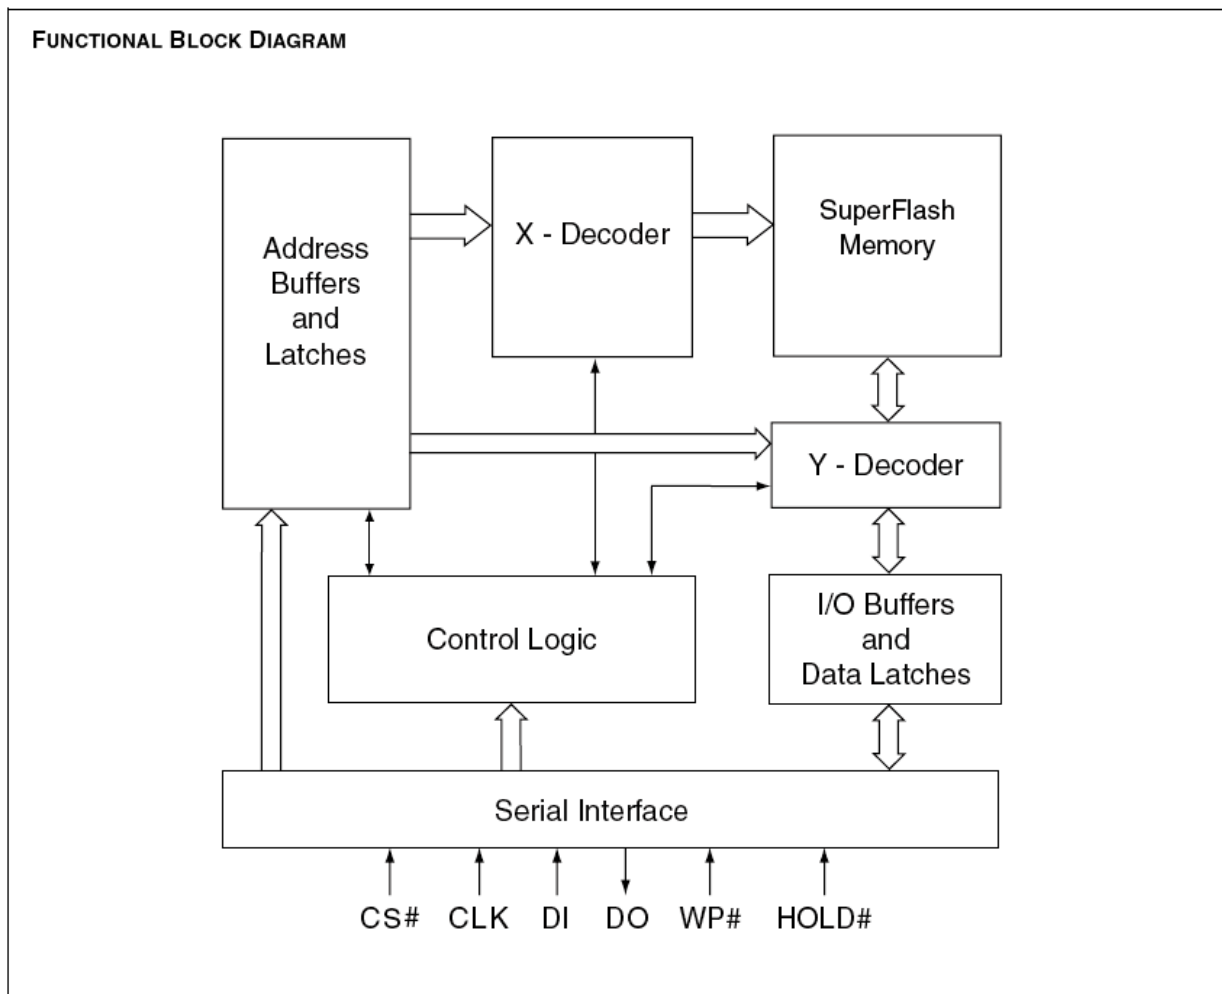 FUNCTIONAL BLOCK DIAGRAM
Address
Buffers
and
Latches
X - Decoder
SuperFlash
Memory
Y - Decoder
Control Logic
I/O Buffers
and
Data Latches
Serial Interface
CS# CLK DI DO WP# HOLD#